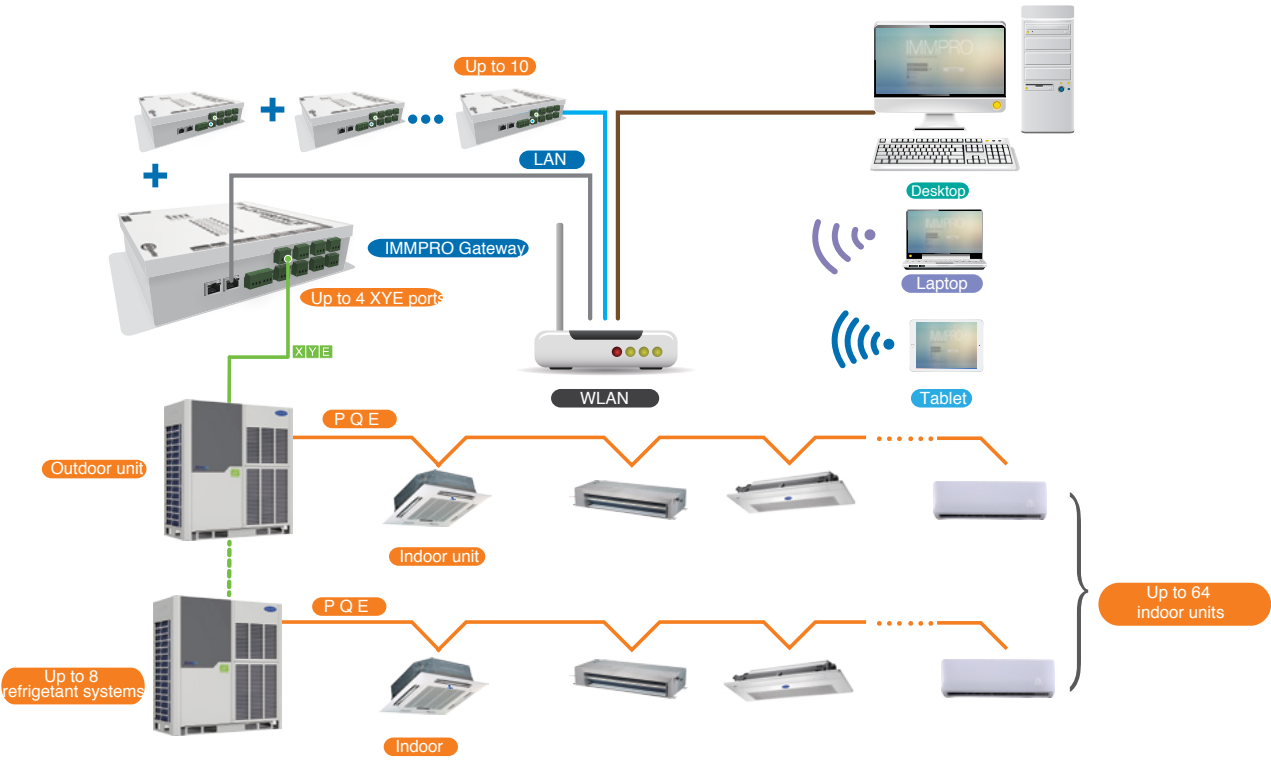 Up to 10
IMMPRO
LAN
Desktop
IMMPRO Gateway
Up to 4 XYE ports
Laptop
X Y E
WLAN
Tablet
P Q E
Outdoor unit
Indoor unit
Up to 64
indoor units
P Q E
Up to 8
refrigetant systems
Indoor